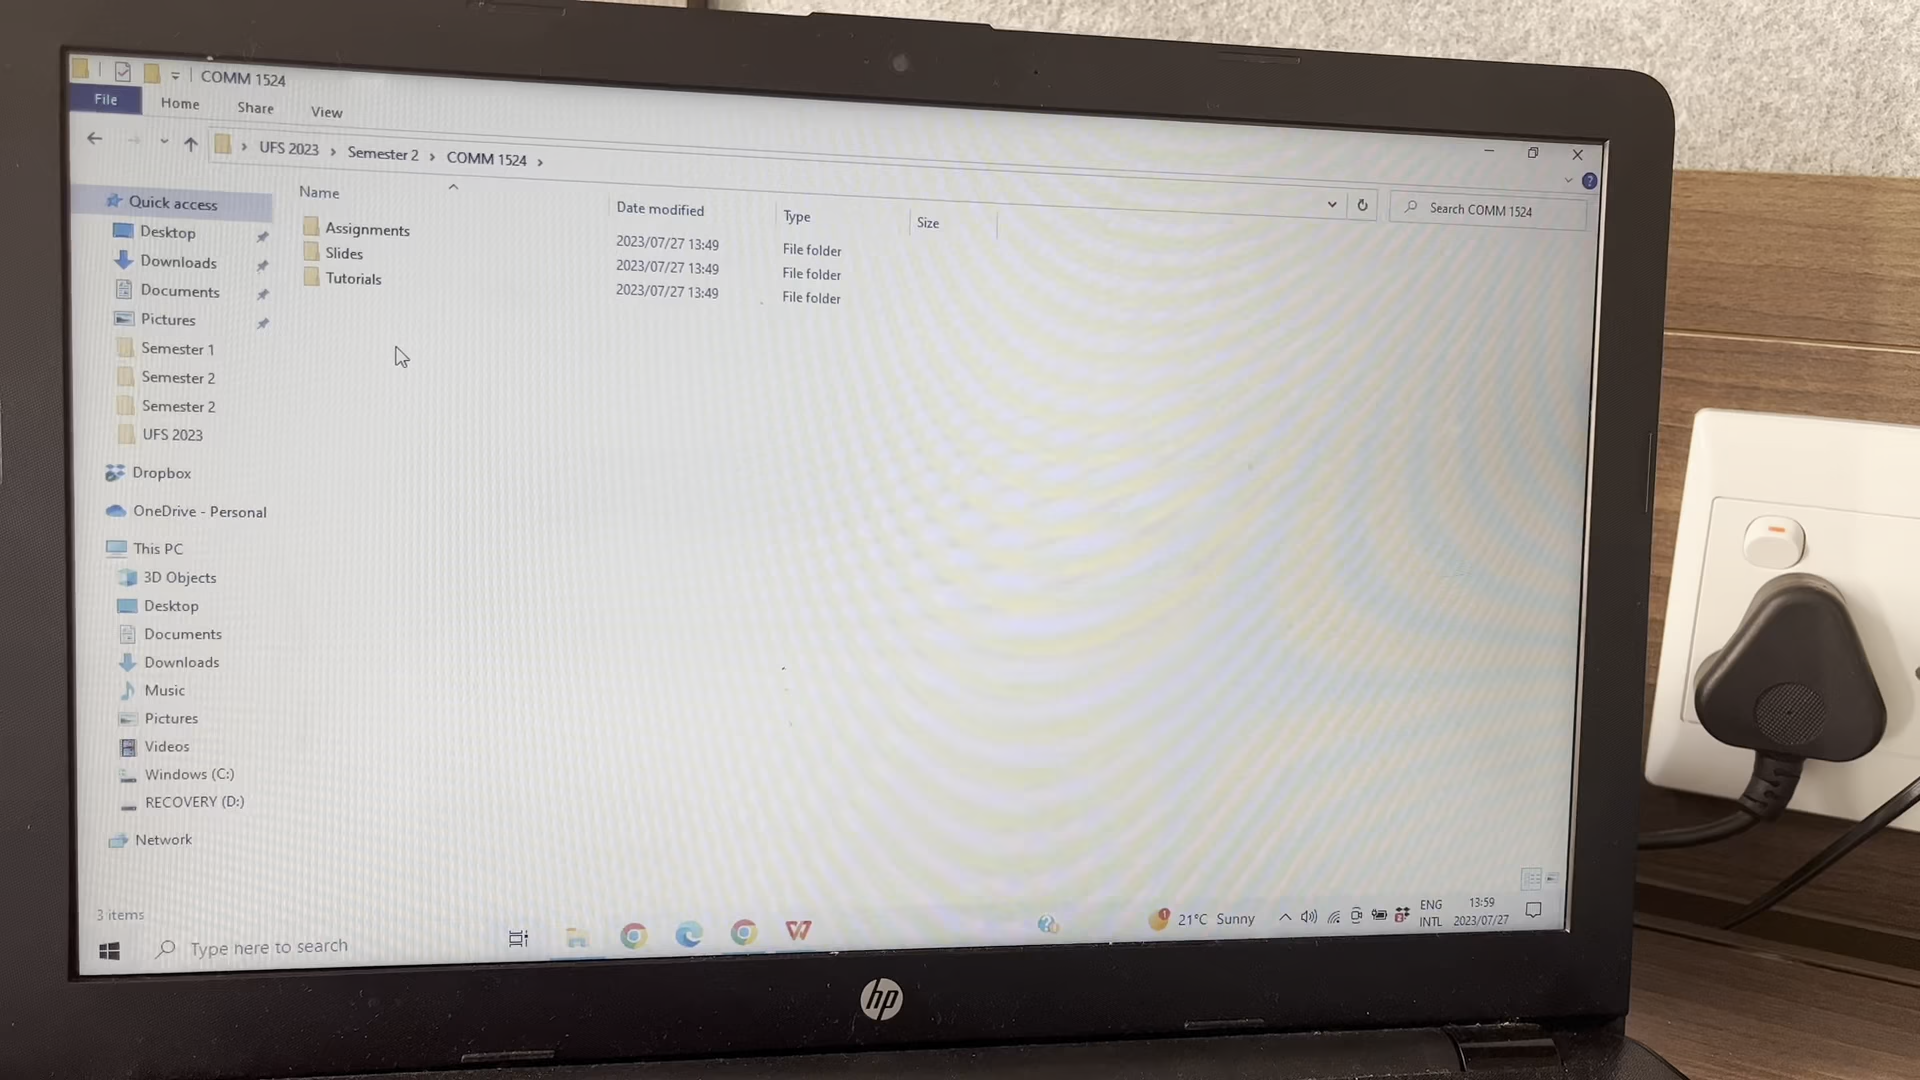 COMM 1524
File Home Share View
UFS 2023 › Semester 2 › COMM 1524 ›
Search COMM 1524
Name Date modified Type Size
Assignments 2023/07/27 13:49 File folder
Slides 2023/07/27 13:49 File folder
Tutorials 2023/07/27 13:49 File folder
Quick access
Desktop
Downloads
Documents
Pictures
Semester 1
Semester 2
Semester 2
UFS 2023
Dropbox
OneDrive - Personal
This PC
3D Objects
Desktop
Documents
Downloads
Music
Pictures
Videos
Windows (C:)
RECOVERY (D:)
Network
3 items
Type here to search
21°C Sunny
ENG
INTL
13:59
2023/07/27
hp